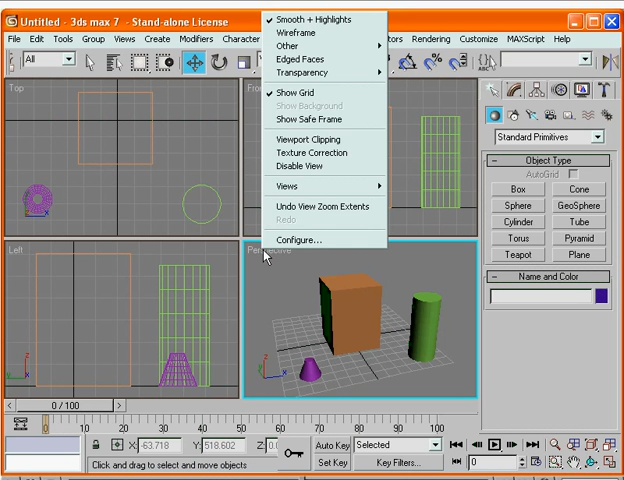 Untitled - 3ds max 7 - Stand-alone License
File Edit Tools Group Views Create Modifiers Character
Rendering Customize MAXScript Help
All
Smooth + Highlights
Wireframe
Other
Edged Faces
Transparency
Show Grid
Show Background
Show Safe Frame
Viewport Clipping
Texture Correction
Disable View
Views
Undo View Zoom Extents
Redo
Configure...
Top
Left
Standard Primitives
Object Type
AutoGrid
Box Cone
Sphere GeoSphere
Cylinder Tube
Torus Pyramid
Teapot Plane
Name and Color
0 / 100
0 10 20 30 40 50 60 70 80 90 100
X: -63.718 Y: 518.602 Z:
Auto Key Selected
Click and drag to select and move objects
Set Key Key Filters... 0